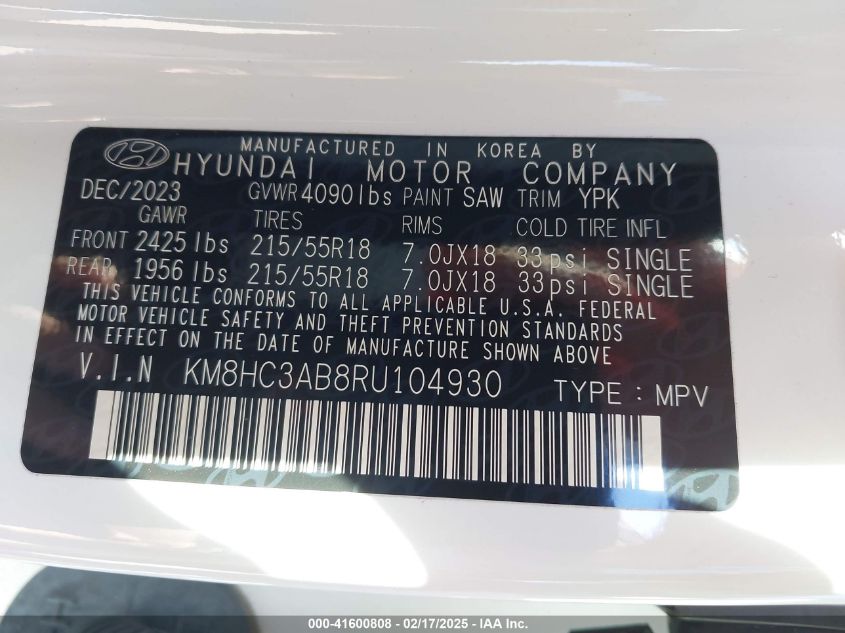 MANUFACTURED IN KOREA BY
HYUNDAI MOTOR COMPANY
DEC/2023 GVWR 4090lbs PAINT SAW TRIM YPK
GAWR TIRES RIMS COLD TIRE INFL
FRONT 2425lbs 215/55R18 7.0JX18 33psi SINGLE
REAR 1956lbs 215/55R18 7.0JX18 33psi SINGLE
THIS VEHICLE CONFORMS TO ALL APPLICABLE U.S.A. FEDERAL
MOTOR VEHICLE SAFETY AND THEFT PREVENTION STANDARDS
IN EFFECT ON THE DATE OF MANUFACTURE SHOWN ABOVE
V.I.N KM8HC3AB8RU104930 TYPE : MPV
000-41600808 - 02/17/2025 - IAA Inc.